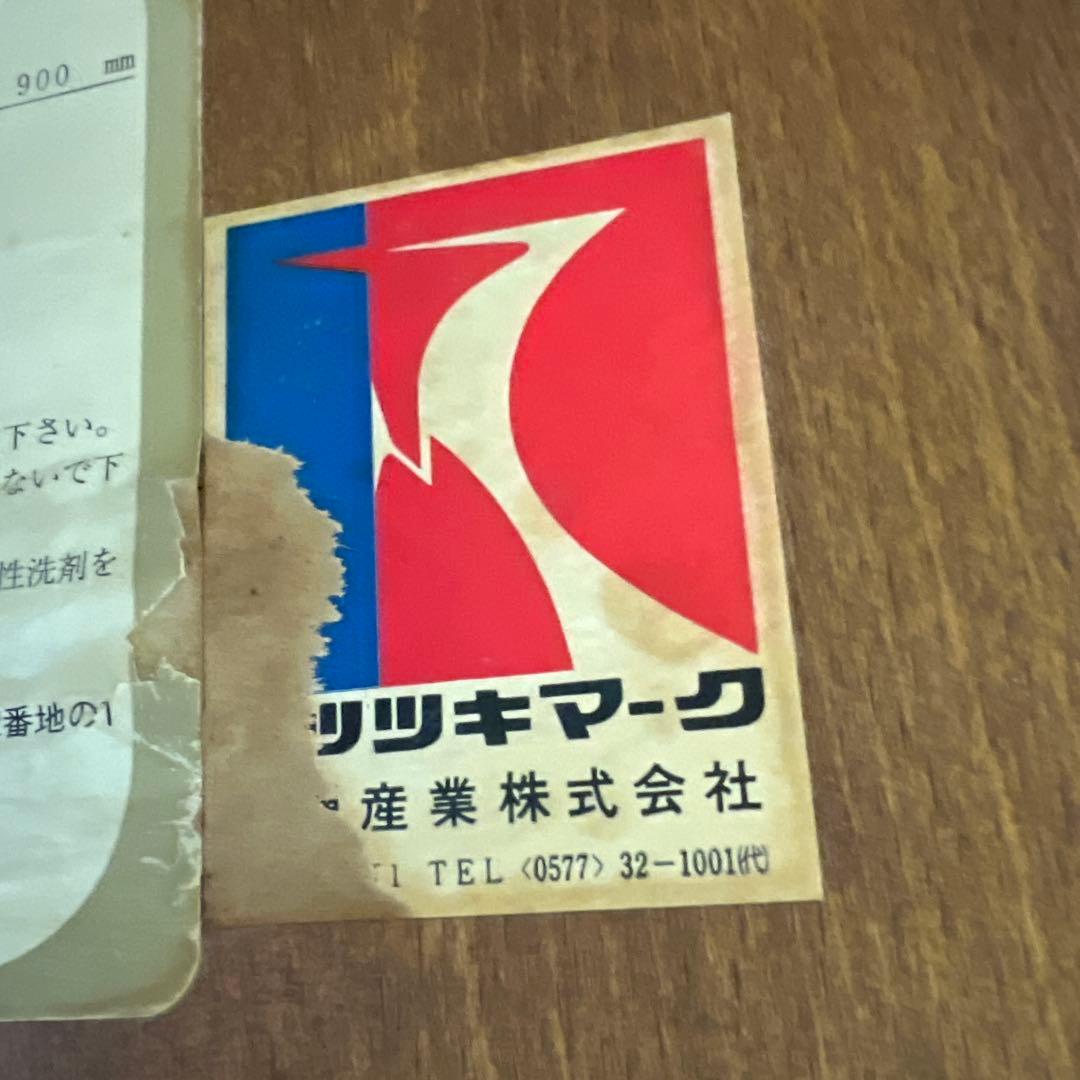 900 mm
下さい。
ないで下
性洗剤を
番地の1
ツツキマーク
産業株式会社
1 TEL〈0577〉32-1001(代)